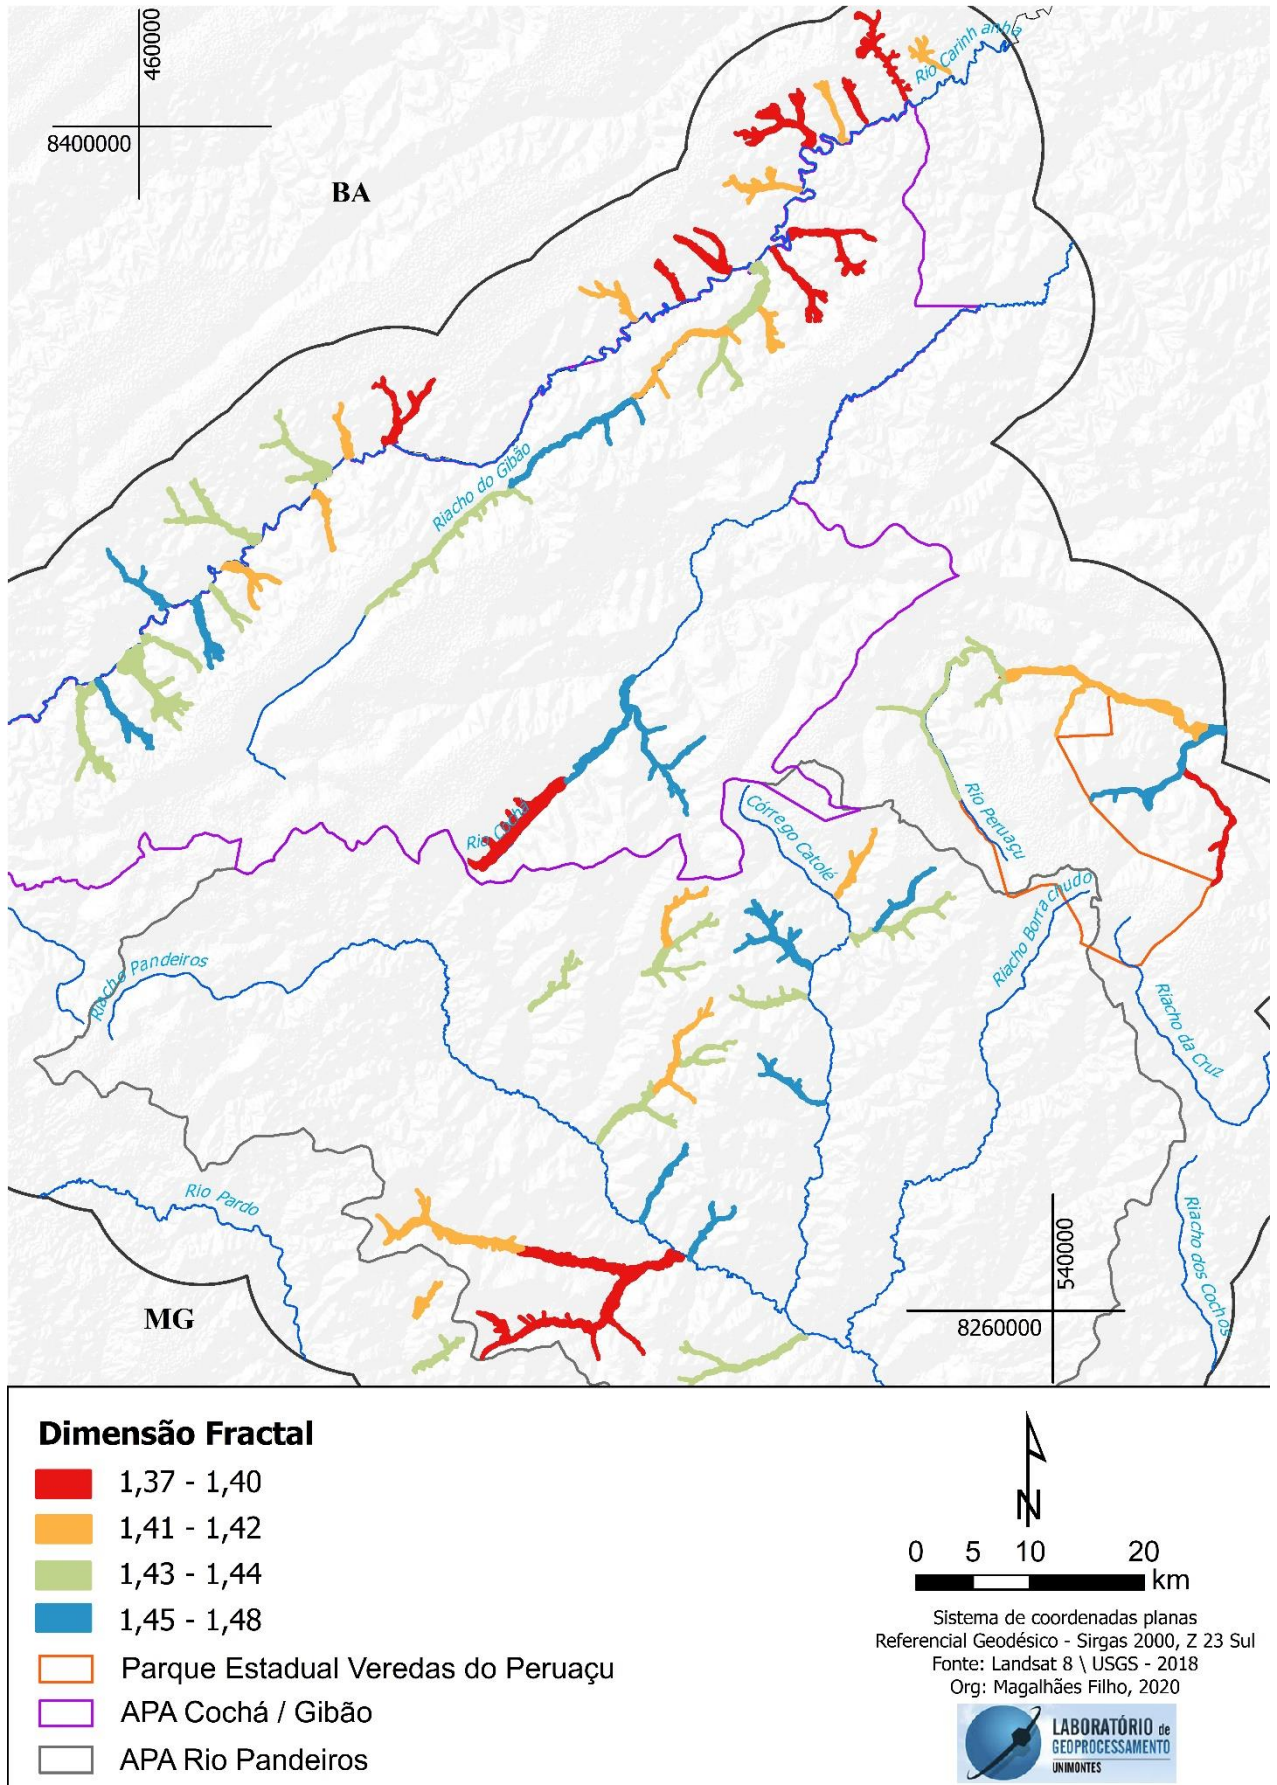 460000
8400000
BA
Rio Carinhanha
Riacho do Gibão
Rio Cochá
Córrego Catolé
Rio Peruaçu
Riacho Borrachudo
Riacho Pandeiros
Riacho da Cruz
Rio Pardo
Riacho dos Cochos
540000
8260000
MG
Dimensão Fractal
1,37 - 1,40
1,41 - 1,42
1,43 - 1,44
1,45 - 1,48
Parque Estadual Veredas do Peruaçu
APA Cochá / Gibão
APA Rio Pandeiros
N
0 5 10 20
km
Sistema de coordenadas planas
Referencial Geodésico - Sirgas 2000, Z 23 Sul
Fonte: Landsat 8 \ USGS - 2018
Org: Magalhães Filho, 2020
LABORATÓRIO de
GEOPROCESSAMENTO
UNIMONTES